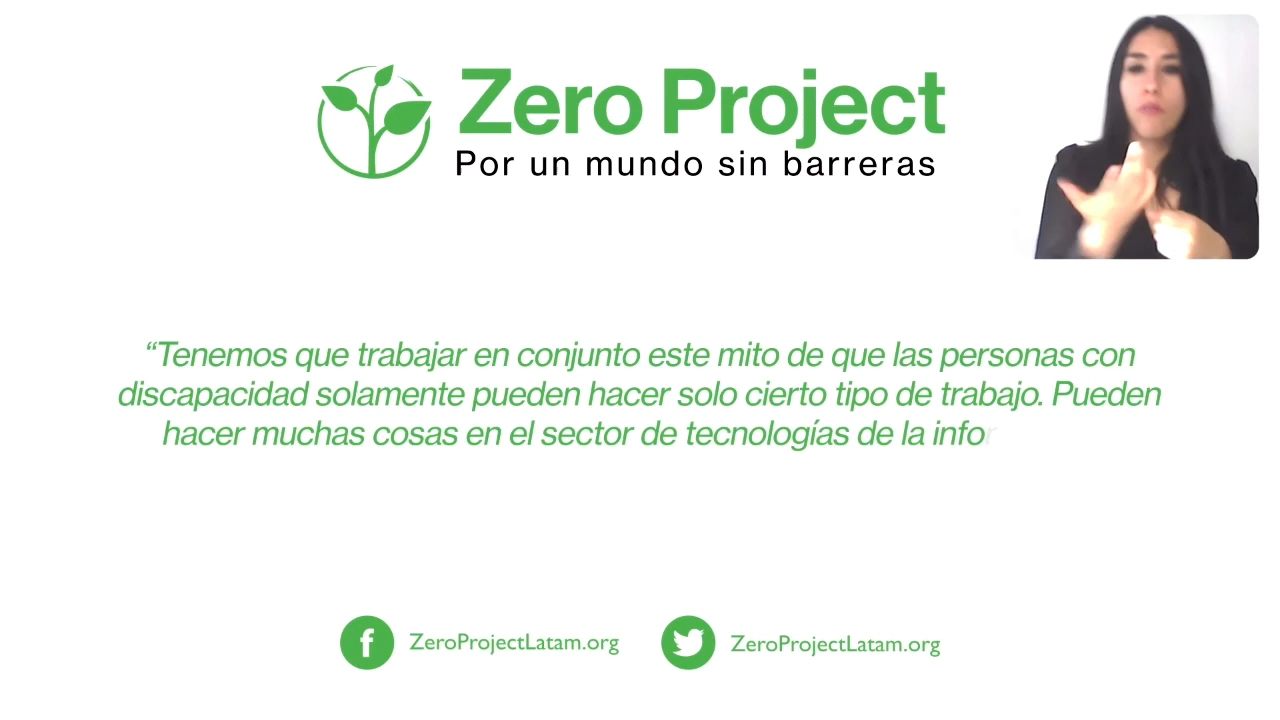 Zero Project
Por un mundo sin barreras
“Tenemos que trabajar en conjunto este mito de que las personas con
discapacidad solamente pueden hacer solo cierto tipo de trabajo. Pueden
hacer muchas cosas en el sector de tecnologías de la infor
ZeroProjectLatam.org
ZeroProjectLatam.org